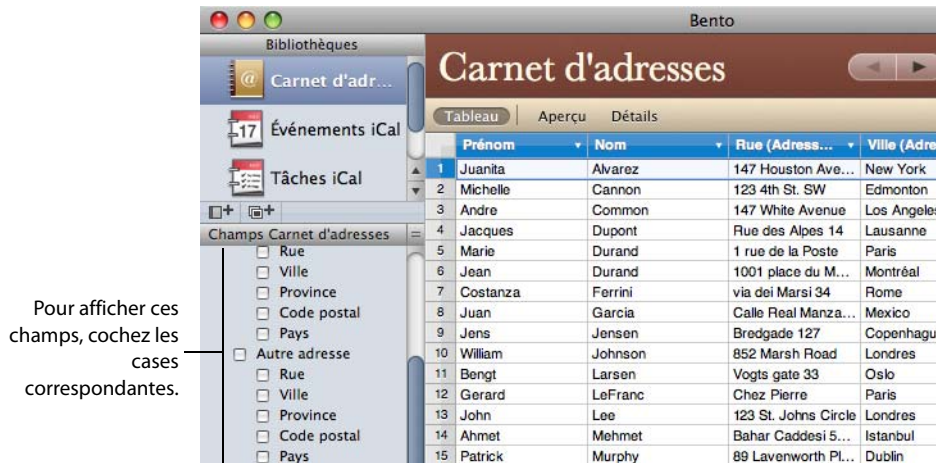 Bento
Bibliothèques
Carnet d'adr...
Événements iCal
17
Tâches iCal
Champs Carnet d'adresses
Rue
Ville
Province
Code postal
Pays
Autre adresse
Rue
Ville
Province
Code postal
Pays
Pour afficher ces
champs, cochez les
cases
correspondantes.
Carnet d'adresses
Tableau Aperçu Détails
Prénom Nom Rue (Adress... Ville (Adre
1 Juanita Alvarez 147 Houston Ave... New York
2 Michelle Cannon 123 4th St. SW Edmonton
3 Andre Common 147 White Avenue Los Angeles
4 Jacques Dupont Rue des Alpes 14 Lausanne
5 Marie Durand 1 rue de la Poste Paris
6 Jean Durand 1001 place du M... Montréal
7 Costanza Ferrini via dei Marsi 34 Rome
8 Juan Garcia Calle Real Manza... Mexico
9 Jens Jensen Bredgade 127 Copenhagu
10 William Johnson 852 Marsh Road Londres
11 Bengt Larsen Vogts gate 33 Oslo
12 Gerard LeFranc Chez Pierre Paris
13 John Lee 123 St. Johns Circle Londres
14 Ahmet Mehmet Bahar Caddesi 5... Istanbul
15 Patrick Murphy 89 Lavenworth Pl... Dublin